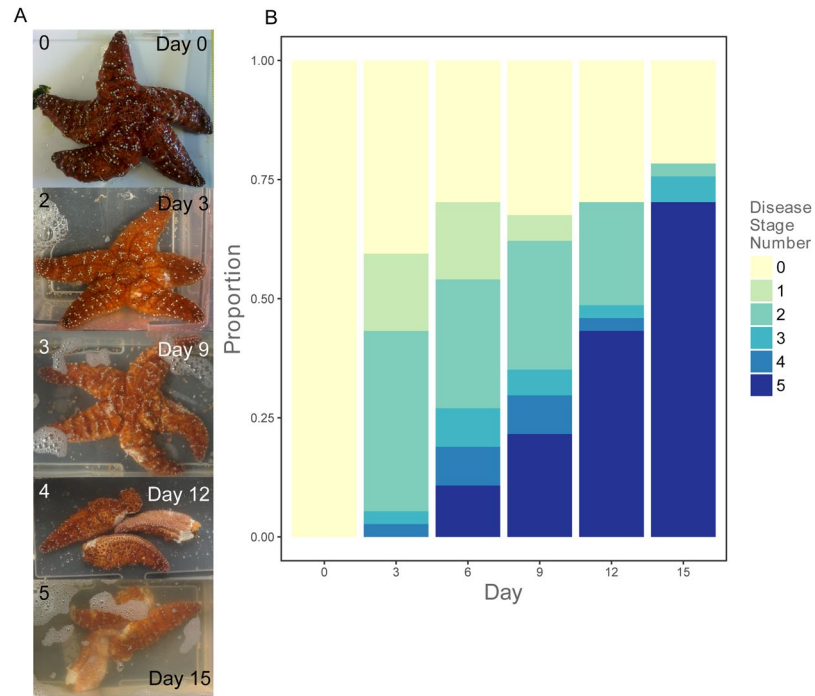 A
0 Day 0
2 Day 3
3 Day 9
4 Day 12
5
Day 15
B
1.00
0.75
0.50
0.25
0.00
Proportion
0 3 6 9 12 15
Day
Disease
Stage
Number
0
1
2
3
4
5